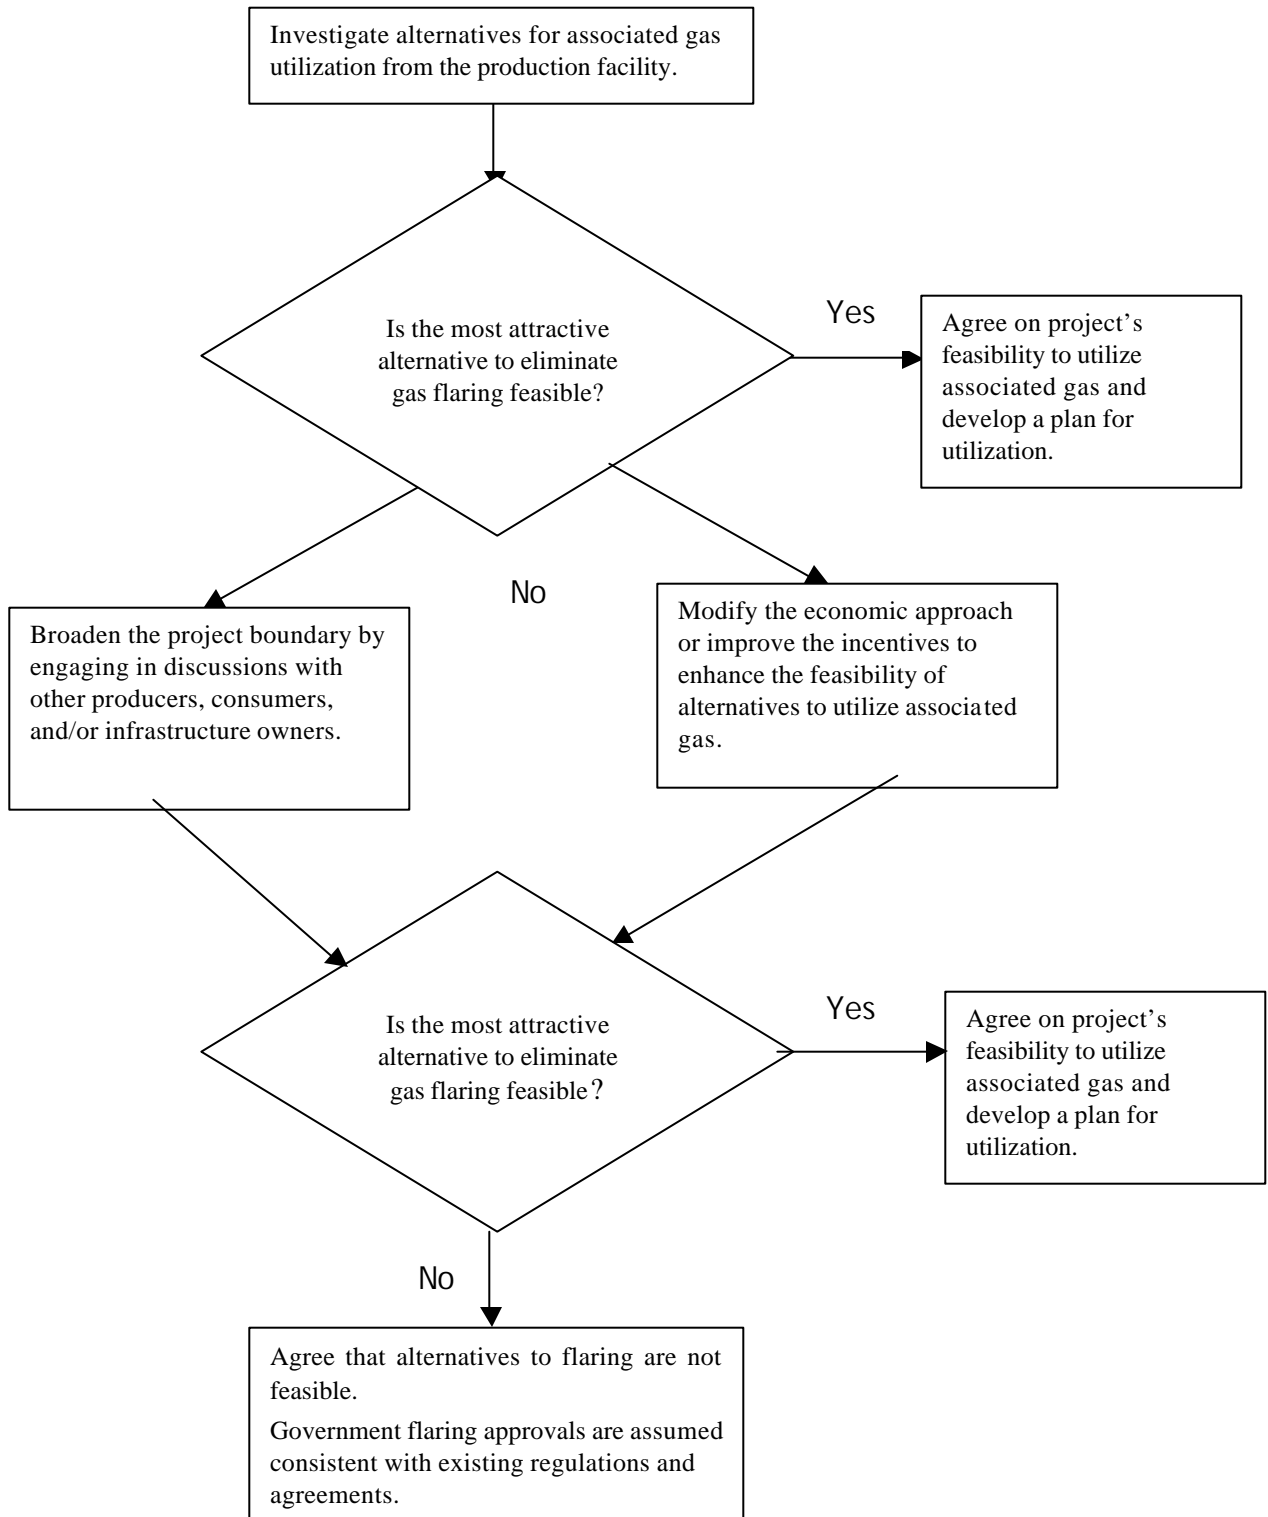 Investigate alternatives for associated gas
utilization from the production facility.
Is the most attractive
alternative to eliminate
gas flaring feasible?
Yes
Agree on project’s
feasibility to utilize
associated gas and
develop a plan for
utilization.
No
Broaden the project boundary by
engaging in discussions with
other producers, consumers,
and/or infrastructure owners.
Modify the economic approach
or improve the incentives to
enhance the feasibility of
alternatives to utilize associated
gas.
Is the most attractive
alternative to eliminate
gas flaring feasible?
Yes
Agree on project’s
feasibility to utilize
associated gas and
develop a plan for
utilization.
No
Agree that alternatives to flaring are not
feasible.
Government flaring approvals are assumed
consistent with existing regulations and
agreements.